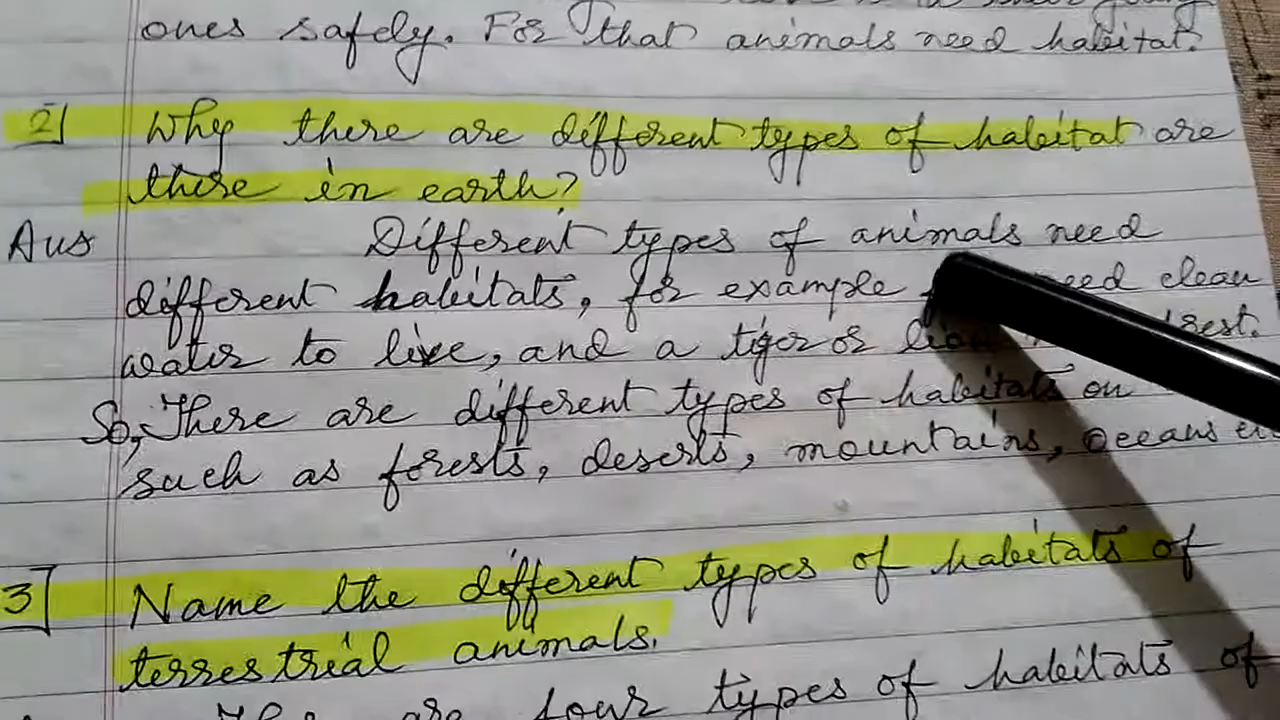 ones safely. For that animals need habitat.
2] Why there are different types of habitat are
there in earth?
Ans Different types of animals need
different habitats, for example need clean
water to live, and a tiger or
So, There are different types of habitats on
such as forests, deserts, mountains, oceans
3] Name the different types of habitats of
terrestrial animals.
are four types of habitats of